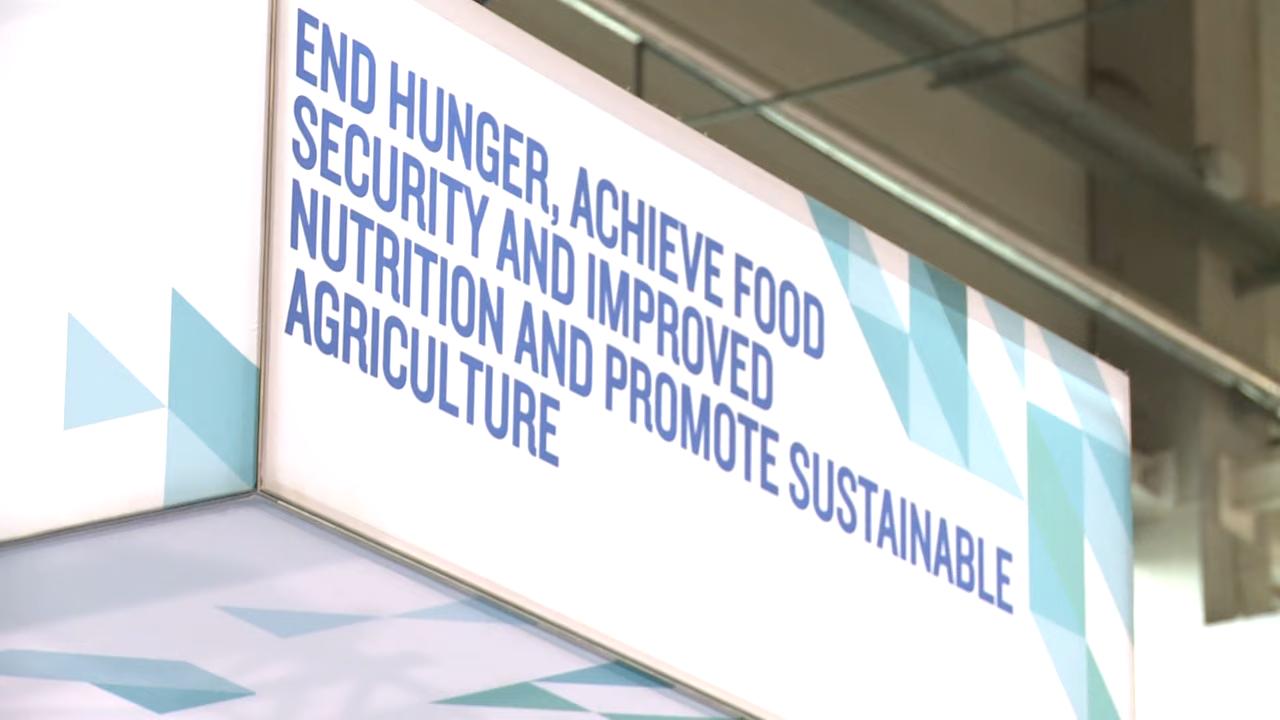 END HUNGER, ACHIEVE FOOD
SECURITY AND IMPROVED
NUTRITION AND PROMOTE SUSTAINABLE
AGRICULTURE